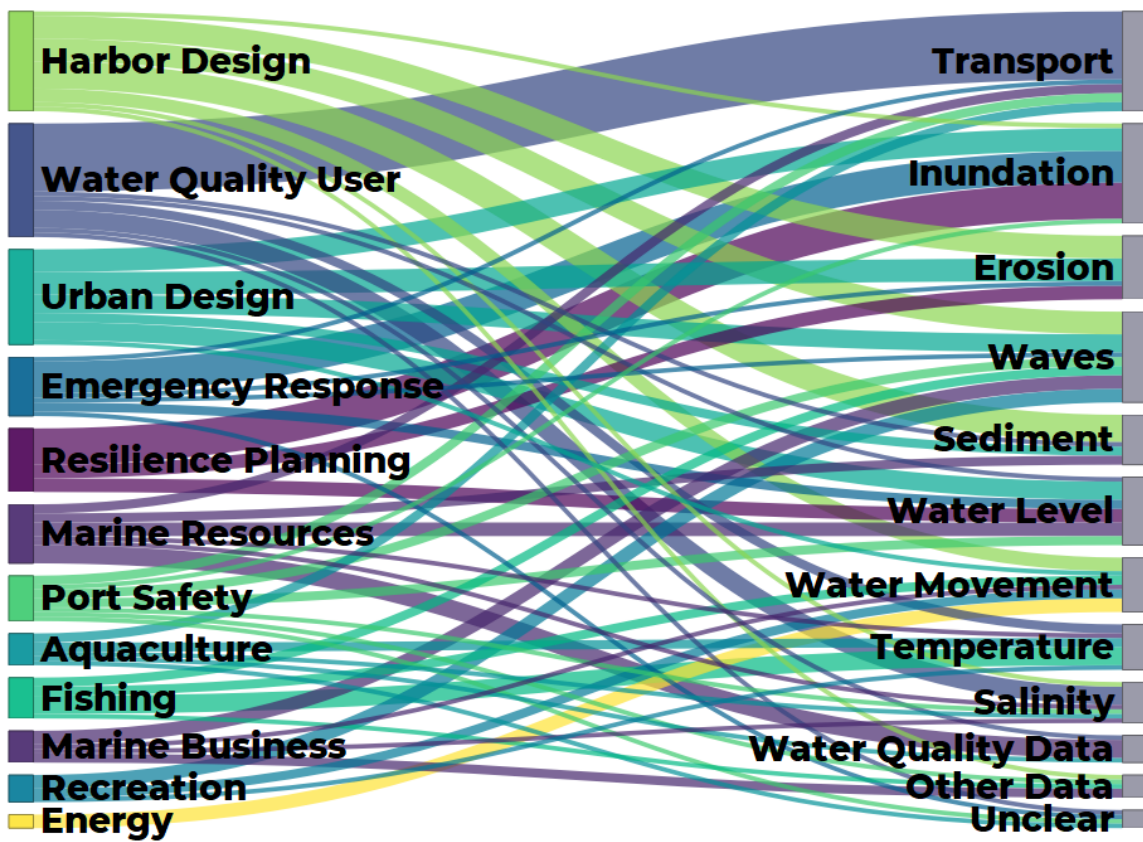 Harbor Design
Water Quality User
Urban Design
Emergency Response
Resilience Planning
Marine Resources
Port Safety
Aquaculture
Fishing
Marine Business
Recreation
Energy
Transport
Inundation
Erosion
Waves
Sediment
Water Level
Water Movement
Temperature
Salinity
Water Quality Data
Other Data
Unclear